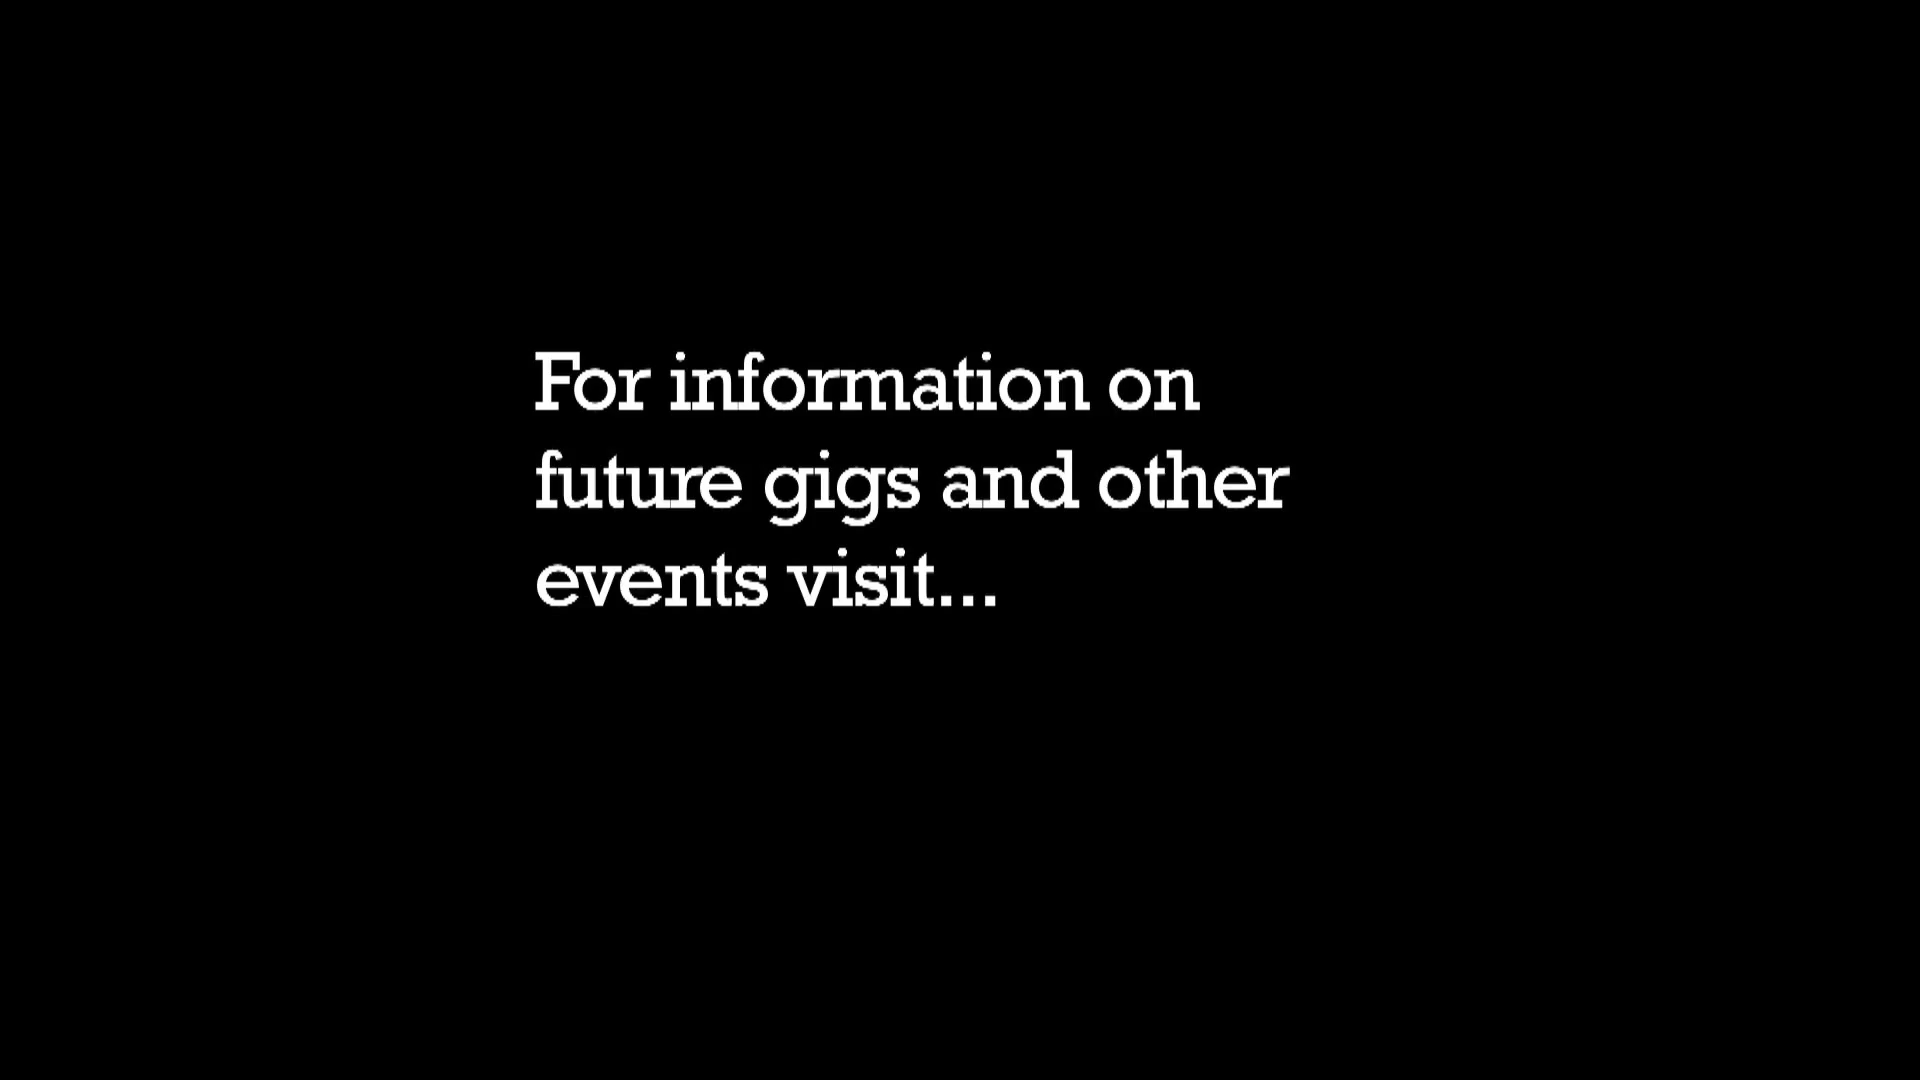 For information on
future gigs and other
events visit...